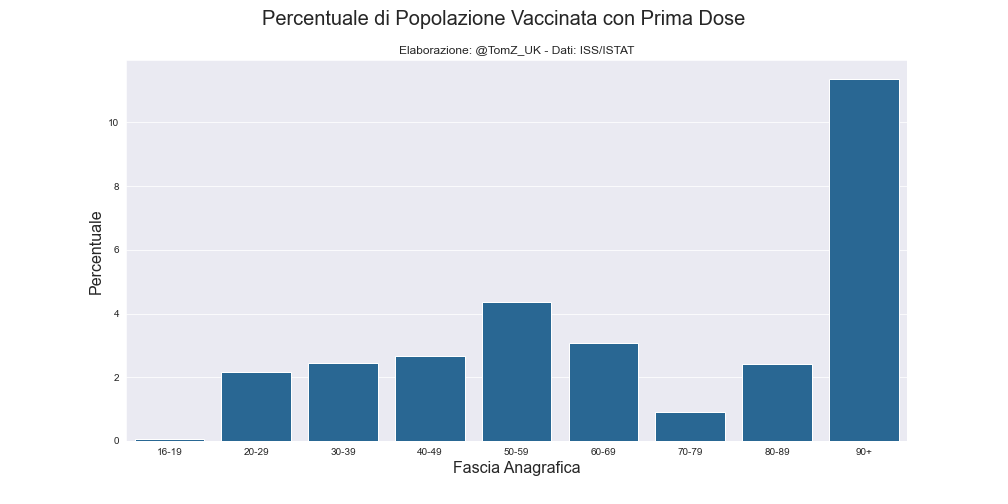 Percentuale di Popolazione Vaccinata con Prima Dose
Elaborazione: @TomZ_UK - Dati: ISS/ISTAT
Percentuale
10
8
6
4
2
0
16-19 20-29 30-39 40-49 50-59 60-69 70-79 80-89 90+
Fascia Anagrafica